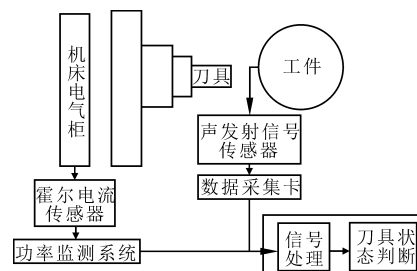 机床电气柜
刀具
工件
声发射信号
传感器
数据采集卡
霍尔电流
传感器
功率监测系统
信号
处理
刀具状
态判断